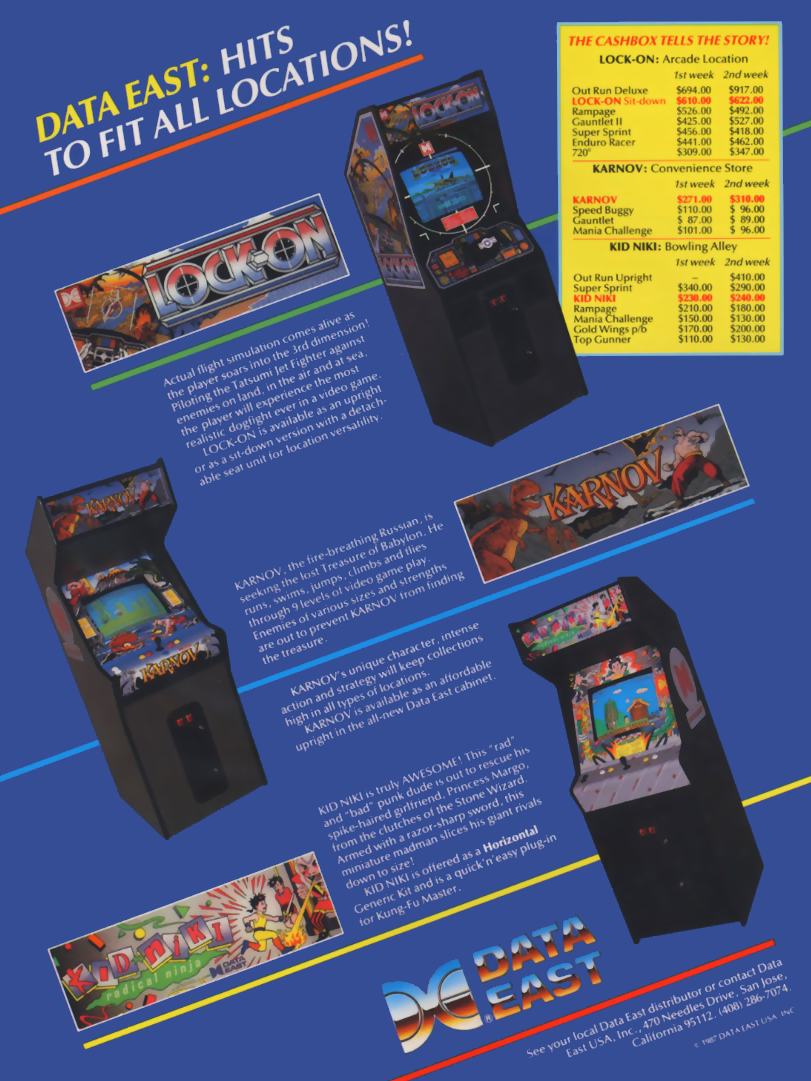 DATA EAST: HITS
TO FIT ALL LOCATIONS!
THE CASHBOX TELLS THE STORY!
LOCK-ON: Arcade Location
1st week 2nd week
Out Run Deluxe $694.00 $917.00
LOCK-ON Sit-down $610.00 $622.00
Rampage $526.00 $492.00
Gauntlet II $425.00 $527.00
Super Sprint $456.00 $418.00
Enduro Racer $441.00 $462.00
720° $309.00 $347.00
KARNOV: Convenience Store
1st week 2nd week
KARNOV $271.00 $310.00
Speed Buggy $110.00 $ 96.00
Gauntlet $ 87.00 $ 89.00
Mania Challenge $101.00 $ 96.00
KID NIKI: Bowling Alley
1st week 2nd week
Out Run Upright – $410.00
Super Sprint $340.00 $290.00
KID NIKI $230.00 $240.00
Rampage $210.00 $180.00
Mania Challenge $150.00 $130.00
Gold Wings p/b $170.00 $200.00
Top Gunner $110.00 $130.00
LOCK-ON
LOCK-ON
LOCK-ON
Actual flight simulation comes alive as
the player soars into the 3rd dimension!
Piloting the Tatsumi Jet Fighter against
enemies on land, in the air and at sea,
the player will experience the most
realistic dogfight ever in a video game.
LOCK-ON is available as an upright
or as a sit-down version with a detach-
able seat unit for location versatility.
KARNOV
KARNOV
KARNOV
KARNOV, the fire-breathing Russian, is
seeking the lost Treasure of Babylon. He
runs, swims, jumps, climbs and flies
through 9 levels of video game play.
Enemies of various sizes and strengths
are out to prevent KARNOV from finding
the treasure.
KARNOV's unique character, intense
action and strategy will keep collections
high in all types of locations.
KARNOV is available as an affordable
upright in the all-new Data East cabinet.
KID NIKI is truly AWESOME! This "rad"
and "bad" punk dude is out to rescue his
spike-haired girlfriend, Princess Margo,
from the clutches of the Stone Wizard.
Armed with a razor-sharp sword, this
miniature madman slices his giant rivals
down to size!
KID NIKI is offered as a Horizontal
Generic Kit and is a quick'n'easy plug-in
for Kung-Fu Master.
KID NIKI
radical ninja
DATA
EAST
DATA
EAST
®
See your local Data East distributor or contact Data
East USA, Inc., 470 Needles Drive, San Jose,
California 95112. (408) 286-7074.
© 1987 DATA EAST USA, INC